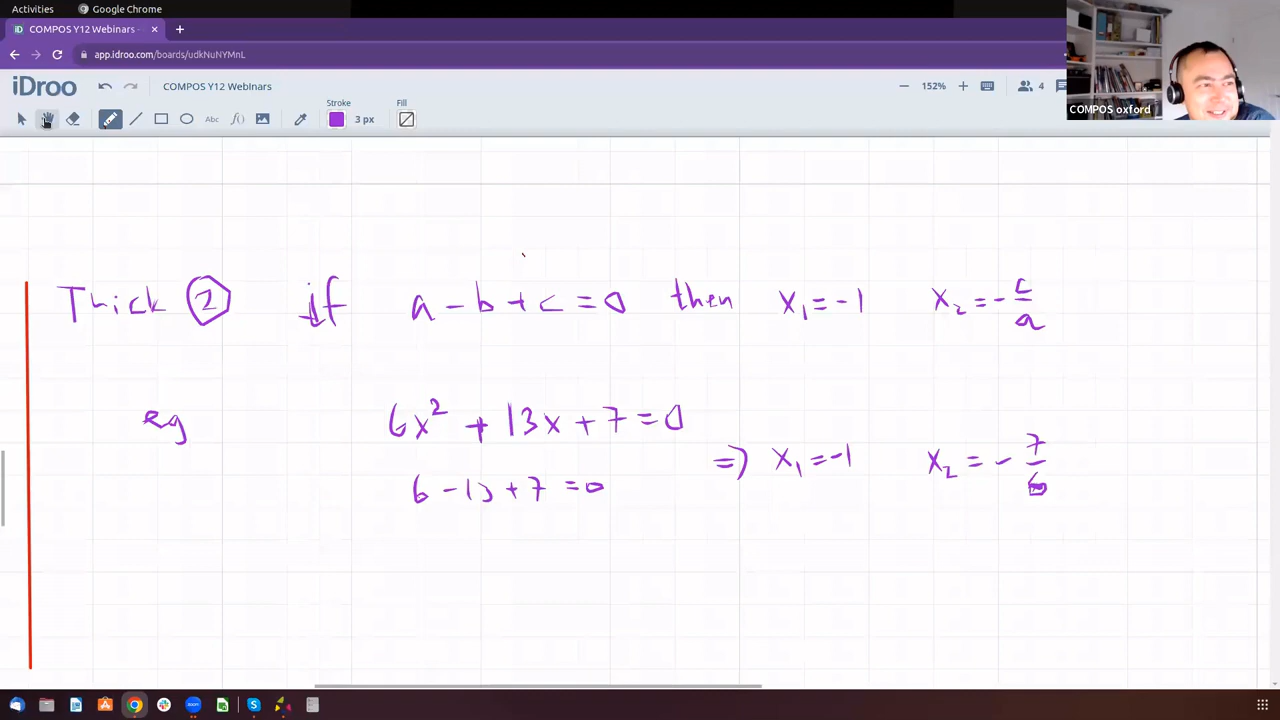 Activities
Google Chrome
COMPOS Y12 Webinars
app.idroo.com/boards/udkNuNYMnL
iDroo
COMPOS Y12 WebInars
Stroke
3 px
Fill
Abc
f()
152%
4
COMPOS oxford
Thick ② if a - b + c = 0 then x₁ = -1 x₂ = -c/a
eg 6x² + 13x + 7 = 0
6 - 13 + 7 = 0 => x₁ = -1 x₂ = -7/6